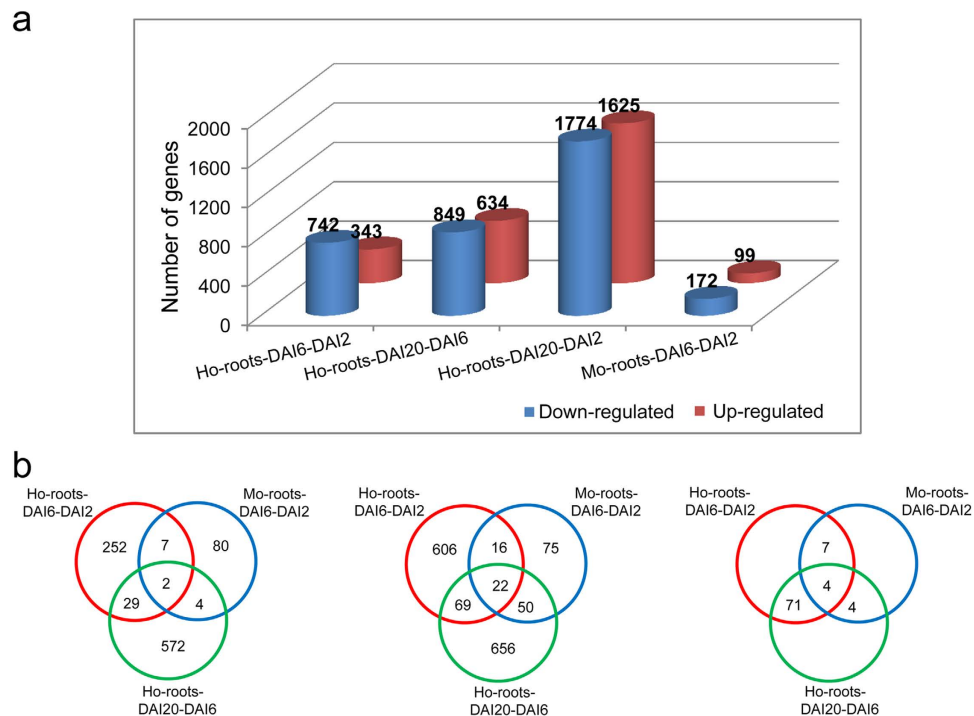 a
Number of genes
2000
1600
1200
800
400
0
742
343
849
634
1774
1625
172
99
Ho-roots-DAI6-DAI2
Ho-roots-DAI20-DAI6
Ho-roots-DAI20-DAI2
Mo-roots-DAI6-DAI2
Down-regulated
Up-regulated
b
Ho-roots-
DAI6-DAI2
Mo-roots-
DAI6-DAI2
252
7
80
2
29
4
572
Ho-roots-
DAI20-DAI6
Ho-roots-
DAI6-DAI2
Mo-roots-
DAI6-DAI2
606
16
75
22
69
50
656
Ho-roots-
DAI20-DAI6
Ho-roots-
DAI6-DAI2
Mo-roots-
DAI6-DAI2
7
4
71
4
Ho-roots-
DAI20-DAI6